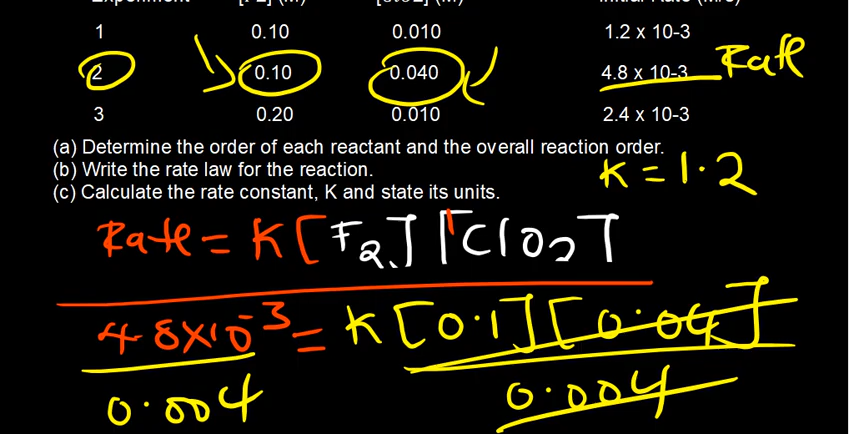 1 0.10 0.010 1.2 x 10-3
2 0.10 0.040 4.8 x 10-3 Rate
3 0.20 0.010 2.4 x 10-3
(a) Determine the order of each reactant and the overall reaction order.
(b) Write the rate law for the reaction.
(c) Calculate the rate constant, K and state its units.
K = 1.2
Rate = K[F2][ClO2]
4.8x10-3 = K[0.1][0.04]
0.004 0.004